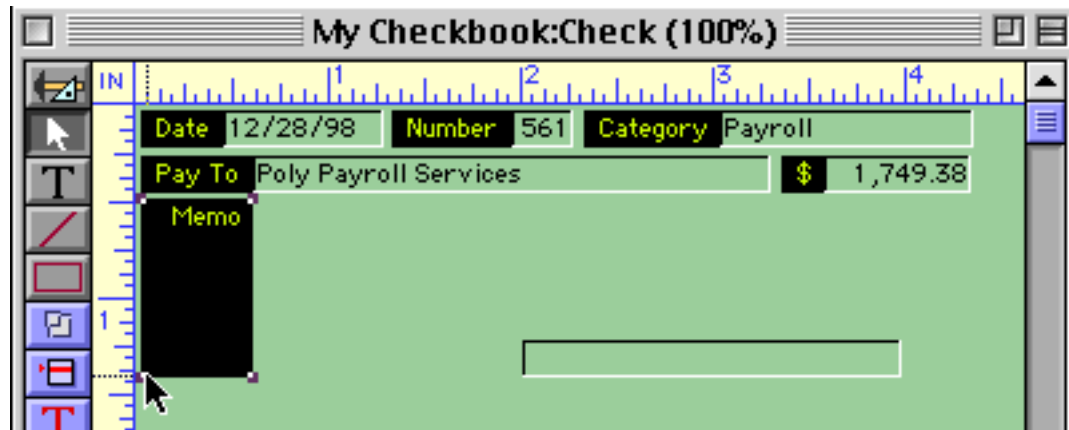 My Checkbook:Check (100%)
IN 1 2 3 4
Date 12/28/98 Number 561 Category Payroll
T Pay To Poly Payroll Services $ 1,749.38
Memo
1
T